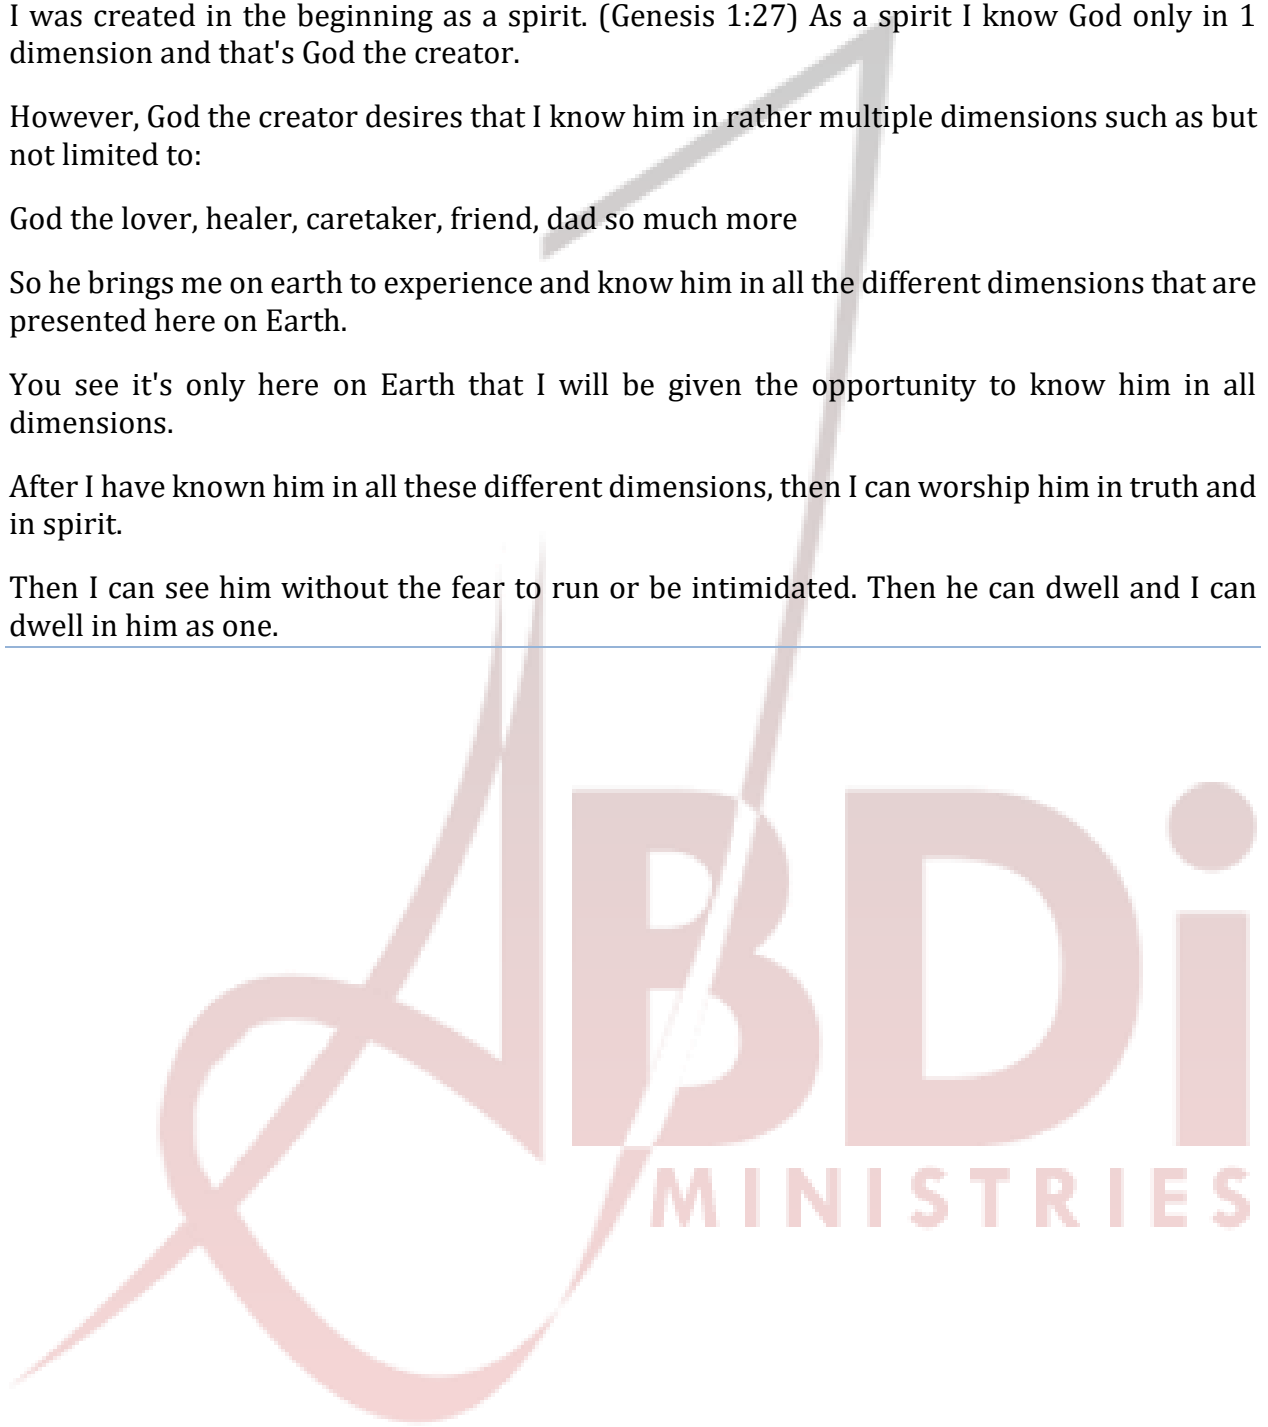 I was created in the beginning as a spirit. (Genesis 1:27) As a spirit I know God only in 1
dimension and that's God the creator.
However, God the creator desires that I know him in rather multiple dimensions such as but
not limited to:
God the lover, healer, caretaker, friend, dad so much more
So he brings me on earth to experience and know him in all the different dimensions that are
presented here on Earth.
You see it's only here on Earth that I will be given the opportunity to know him in all
dimensions.
After I have known him in all these different dimensions, then I can worship him in truth and
in spirit.
Then I can see him without the fear to run or be intimidated. Then he can dwell and I can
dwell in him as one.
ABDi
MINISTRIES